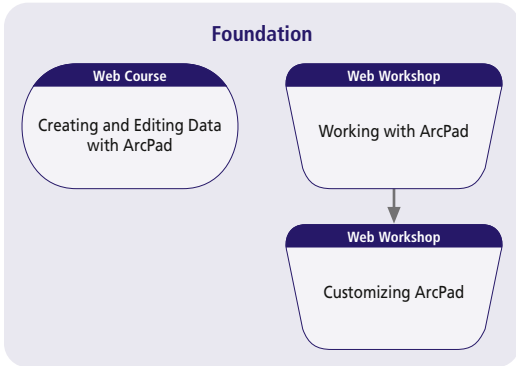 Foundation
Web Course
Creating and Editing Data
with ArcPad
Web Workshop
Working with ArcPad
Web Workshop
Customizing ArcPad